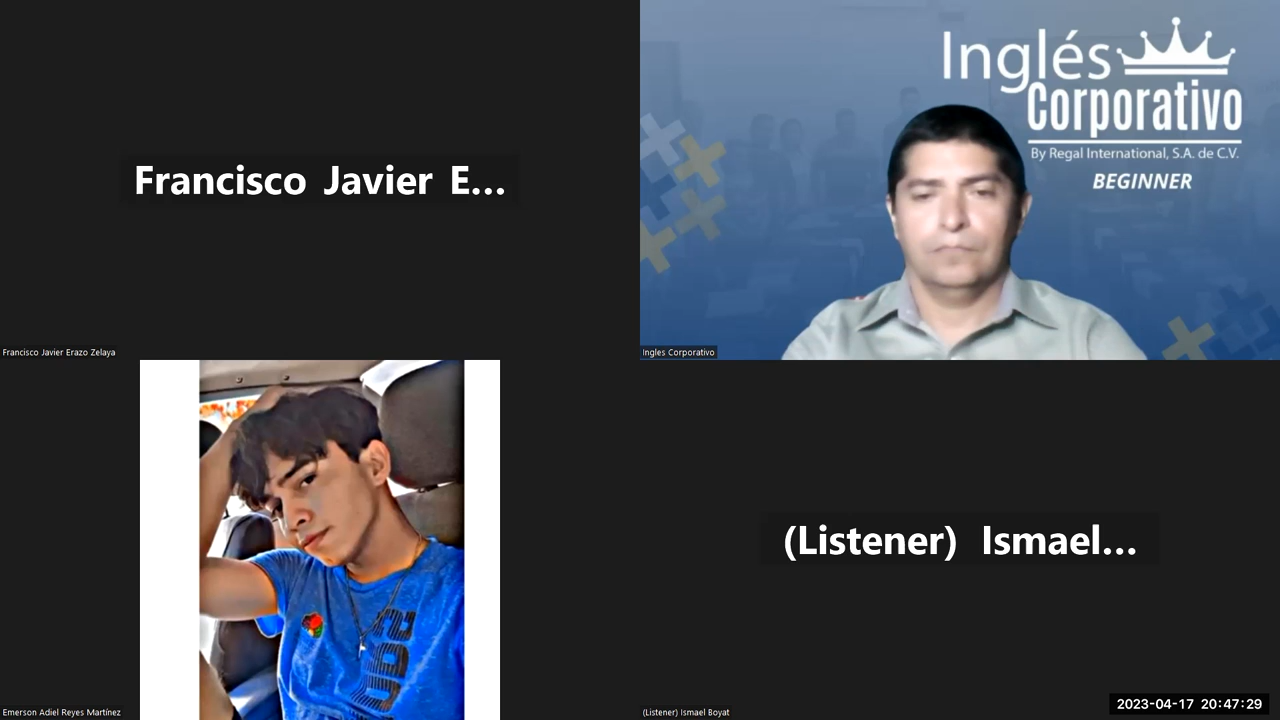 Francisco Javier E...
Francisco Javier Erazo Zelaya
Inglés
Corporativo
By Regal International, S.A. de C.V.
BEGINNER
Ingles Corporativo
Emerson Adiel Reyes Martínez
(Listener) Ismael...
(Listener) Ismael Boyat
2023-04-17 20:47:29